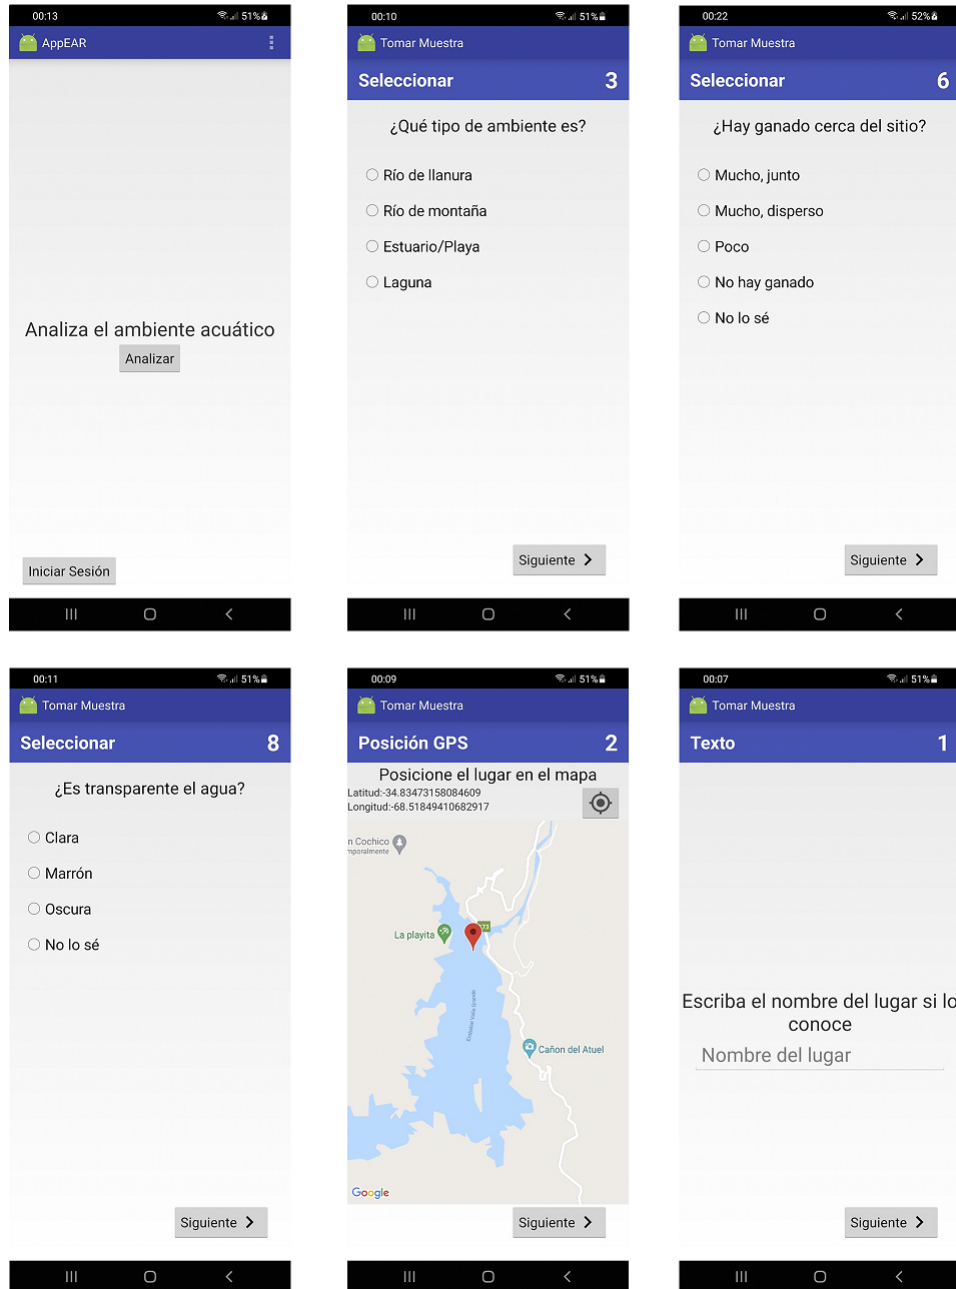 00:13
51%
AppEAR
Analiza el ambiente acuático
Analizar
Iniciar Sesión
00:10
51%
Tomar Muestra
Seleccionar 3
¿Qué tipo de ambiente es?
Río de llanura
Río de montaña
Estuario/Playa
Laguna
Siguiente
00:22
52%
Tomar Muestra
Seleccionar 6
¿Hay ganado cerca del sitio?
Mucho, junto
Mucho, disperso
Poco
No hay ganado
No lo sé
Siguiente
00:11
51%
Tomar Muestra
Seleccionar 8
¿Es transparente el agua?
Clara
Marrón
Oscura
No lo sé
Siguiente
00:09
51%
Tomar Muestra
Posición GPS 2
Posicione el lugar en el mapa
Latitud:-34.83473158084609
Longitud:-68.51849410682917
n Cochico
mporalmente
La playita
Embalse Valle Grande
Cañon del Atuel
Google
Siguiente
00:07
51%
Tomar Muestra
Texto 1
Escriba el nombre del lugar si lo
conoce
Nombre del lugar
Siguiente